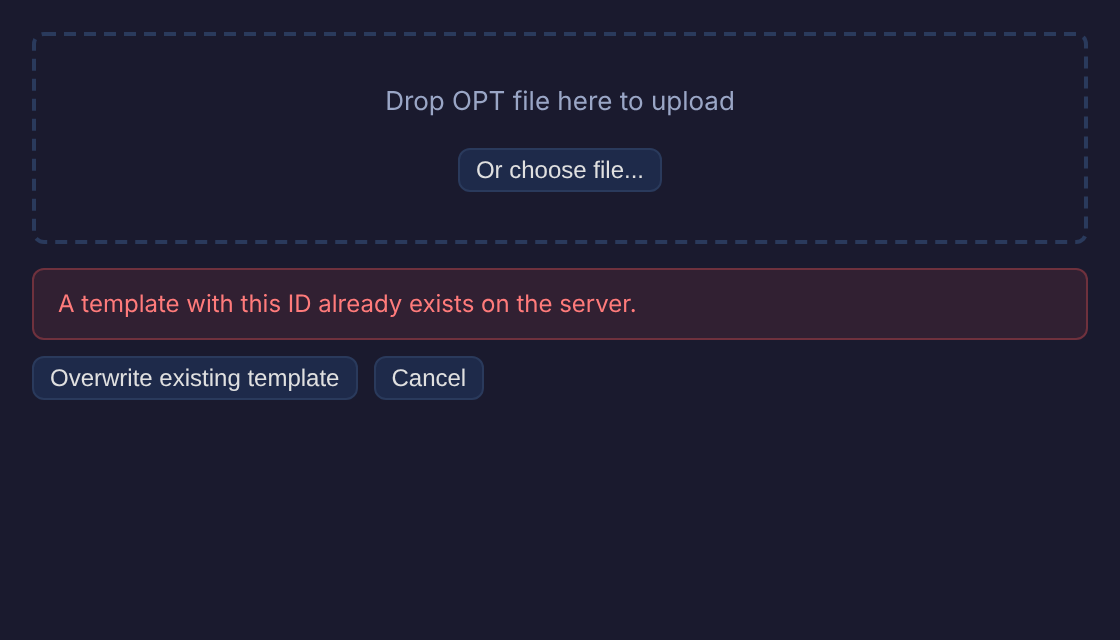 Drop OPT file here to upload
Or choose file...
A template with this ID already exists on the server.
Overwrite existing template
Cancel